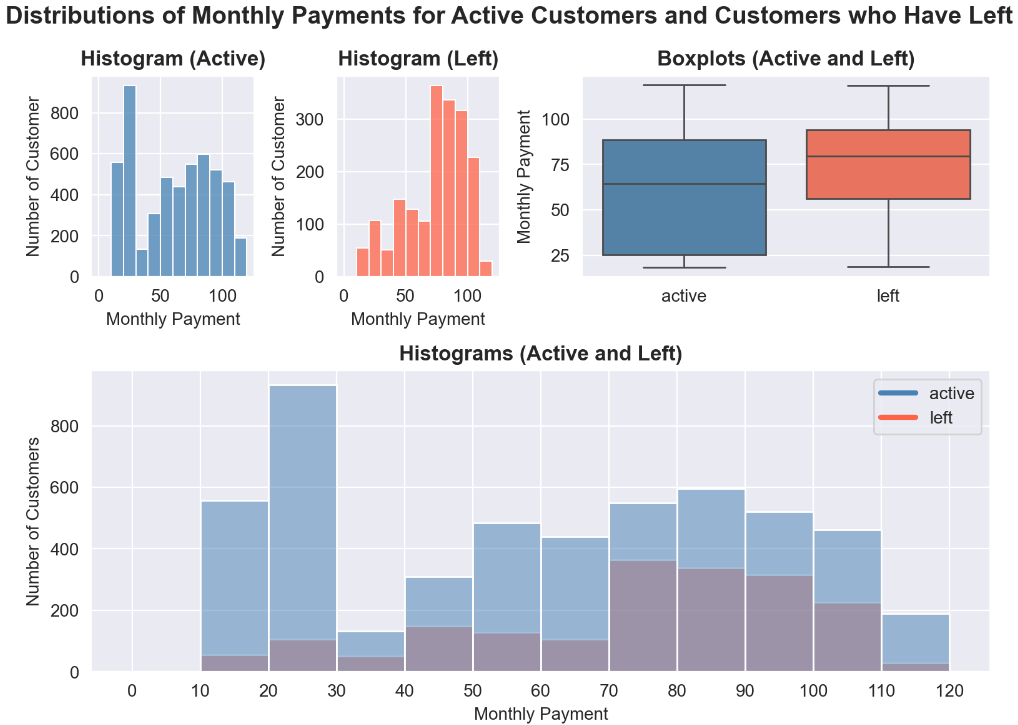 Distributions of Monthly Payments for Active Customers and Customers who Have Left
Histogram (Active)
Number of Customer
800
600
400
200
0
0 50 100
Monthly Payment
Histogram (Left)
Number of Customer
300
200
100
0
0 50 100
Monthly Payment
Boxplots (Active and Left)
Monthly Payment
100
75
50
25
active left
Histograms (Active and Left)
Number of Customers
800
600
400
200
0
active
left
0 10 20 30 40 50 60 70 80 90 100 110 120
Monthly Payment